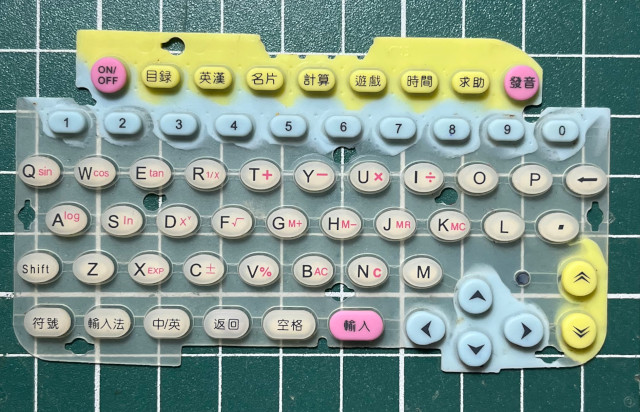 ON/OFF 目録 英漢 名片 計算 遊戲 時間 求助 發音
1 2 3 4 5 6 7 8 9 0
Q sin W cos E tan R 1/X T + Y − U × I ÷ O P ←
A log S ln D Xʸ F √ G M+ H M− J MR K MC L .
Shift Z X EXP C ± V % B AC N C M
符號 輸入法 中/英 返回 空格 輸入